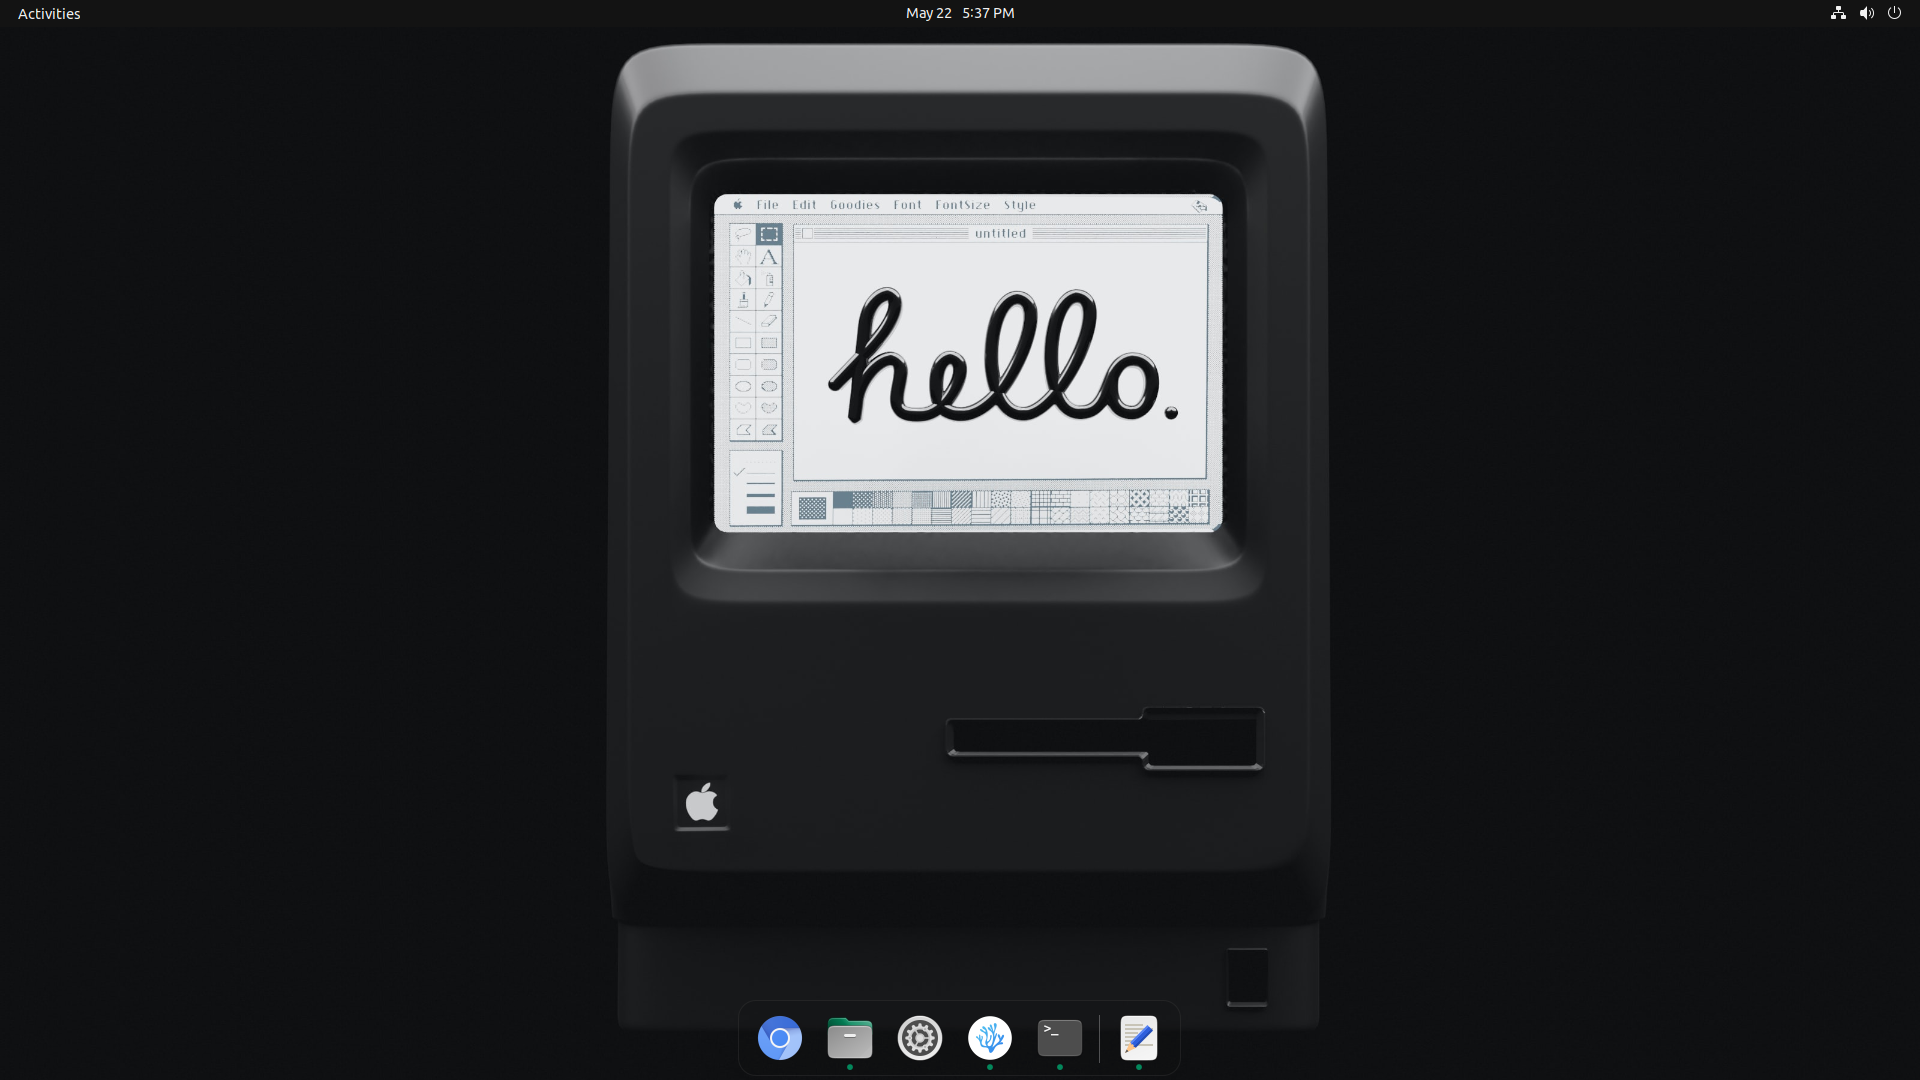 Activities
May 22 5:37 PM
File Edit Goodies Font FontSize Style
untitled
A
hello.
>_